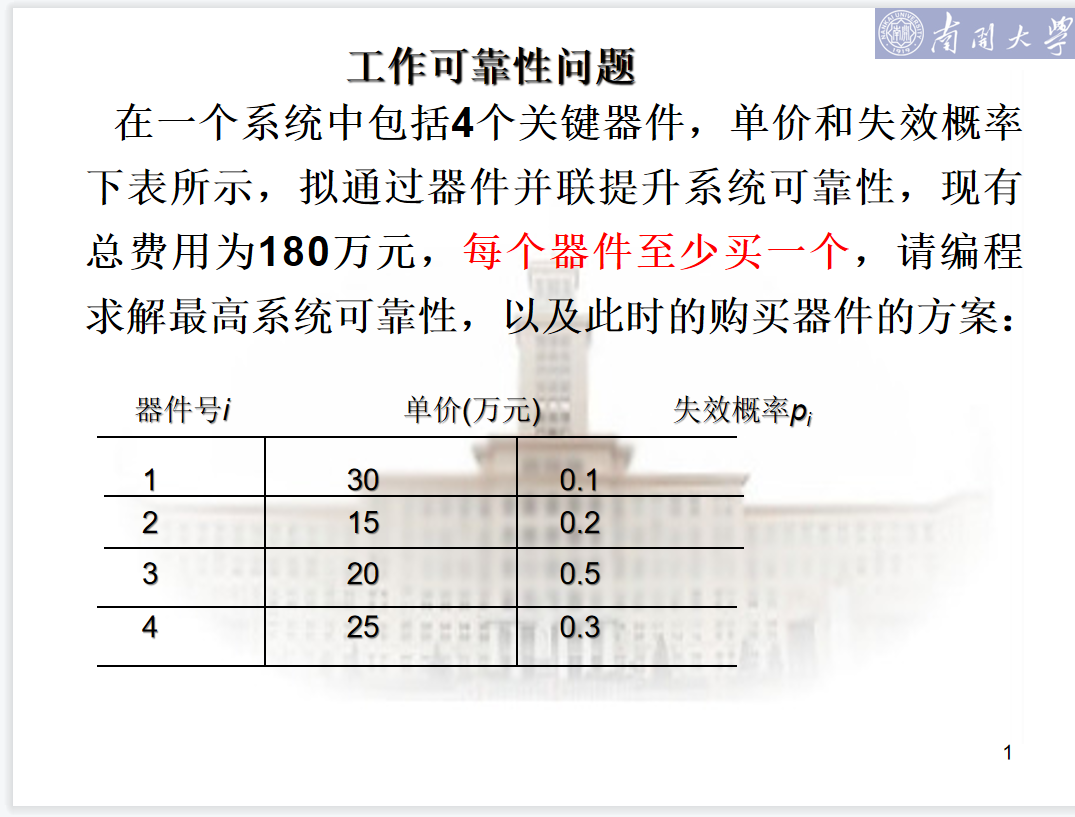 南開大學
工作可靠性问题
在一个系统中包括4个关键器件，单价和失效概率
下表所示，拟通过器件并联提升系统可靠性，现有
总费用为180万元，每个器件至少买一个，请编程
求解最高系统可靠性，以及此时的购买器件的方案：
器件号i 单价(万元) 失效概率pi
1 30 0.1
2 15 0.2
3 20 0.5
4 25 0.3
1